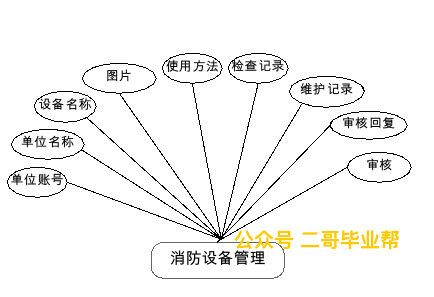 使用方法
检查记录
图片
维护记录
设备名称
审核回复
单位名称
审核
单位账号
公众号 二哥毕业帮
消防设备管理